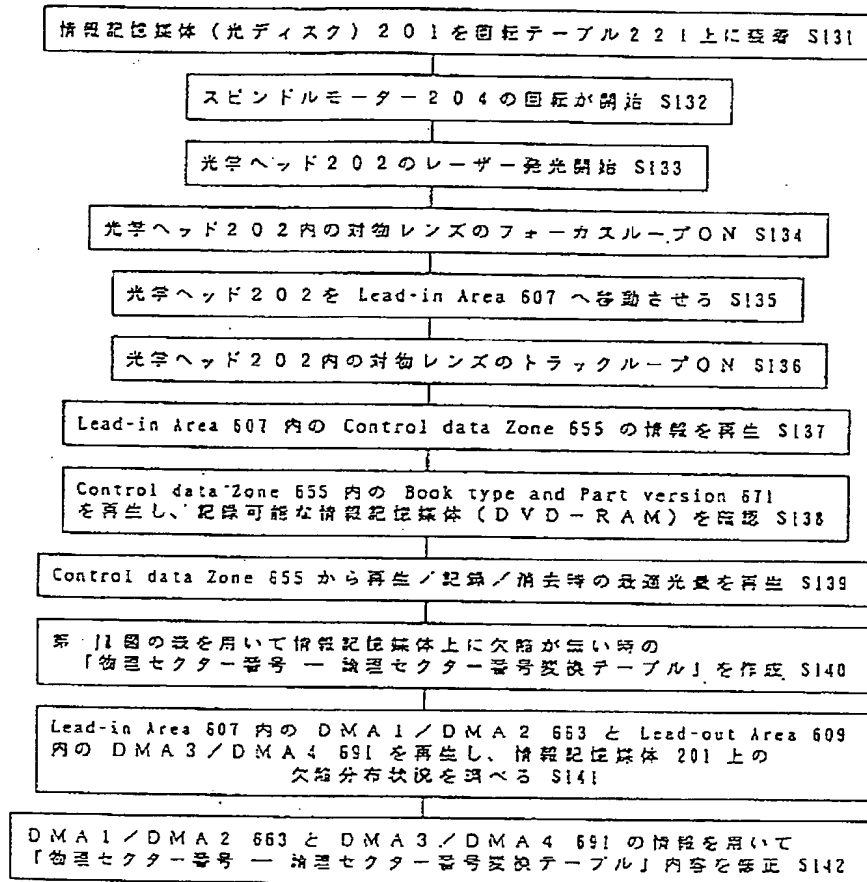 情報記憶媒体（光ディスク）２０１を回転テーブル２２１上に装着 S131
スピンドルモーター２０４の回転が開始 S132
光学ヘッド２０２のレーザー発光開始 S133
光学ヘッド２０２内の対物レンズのフォーカスループON S134
光学ヘッド２０２を Lead-in Area 607 へ移動させる S135
光学ヘッド２０２内の対物レンズのトラックループＯＮ S136
Lead-in Area 607 内の Control data Zone 655 の情報を再生 S137
Control data Zone 655 内の Book type and Part version 671
を再生し、記録可能な情報記憶媒体（ＤＶＤ－ＲＡＭ）を確認 S138
Control data Zone 655 から再生／記録／消去時の最適光量を再生 S139
第 11 図の表を用いて情報記憶媒体上に欠陥が無い時の
「物理セクター番号 ― 論理セクター番号変換テーブル」を作成 S140
Lead-in Area 607 内の ＤＭＡ１／ＤＭＡ２ 663 と Lead-out Area 609
内の ＤＭＡ３／ＤＭＡ４ 691 を再生し、情報記憶媒体 201 上の
欠陥分布状況を調べる S141
ＤＭＡ１／ＤＭＡ２ 663 と ＤＭＡ３／ＤＭＡ４ 691 の情報を用いて
「物理セクター番号 ― 論理セクター番号変換テーブル」内容を修正 S142